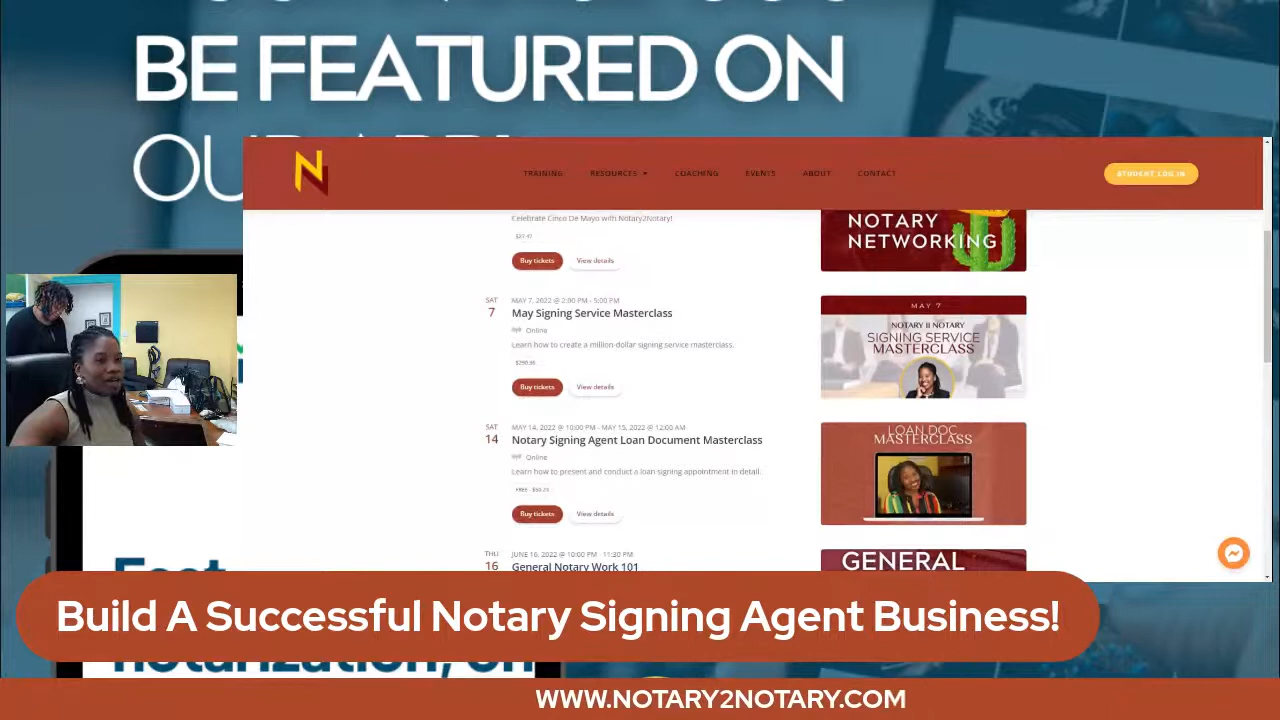 BE FEATURED ON
TRAINING RESOURCES COACHING EVENTS ABOUT CONTACT STUDENT LOG IN
Celebrate Cinco De Mayo with Notary2Notary!
Buy tickets View details
NOTARY
NETWORKING
SAT
7
MAY 7, 2022 @ 2:00 PM - 5:00 PM
May Signing Service Masterclass
Online
Learn how to create a million-dollar signing service masterclass.
Buy tickets View details
MAY 7
NOTARY II NOTARY
SIGNING SERVICE
MASTERCLASS
SAT
14
MAY 14, 2022 @ 10:00 PM - MAY 15, 2022 @ 12:00 AM
Notary Signing Agent Loan Document Masterclass
Online
Learn how to present and conduct a loan signing appointment in detail.
Buy tickets View details
LOAN DOC
MASTERCLASS
THU
16
JUNE 16, 2022 @ 10:00 PM - 11:30 PM
General Notary Work 101
GENERAL
Build A Successful Notary Signing Agent Business!
WWW.NOTARY2NOTARY.COM